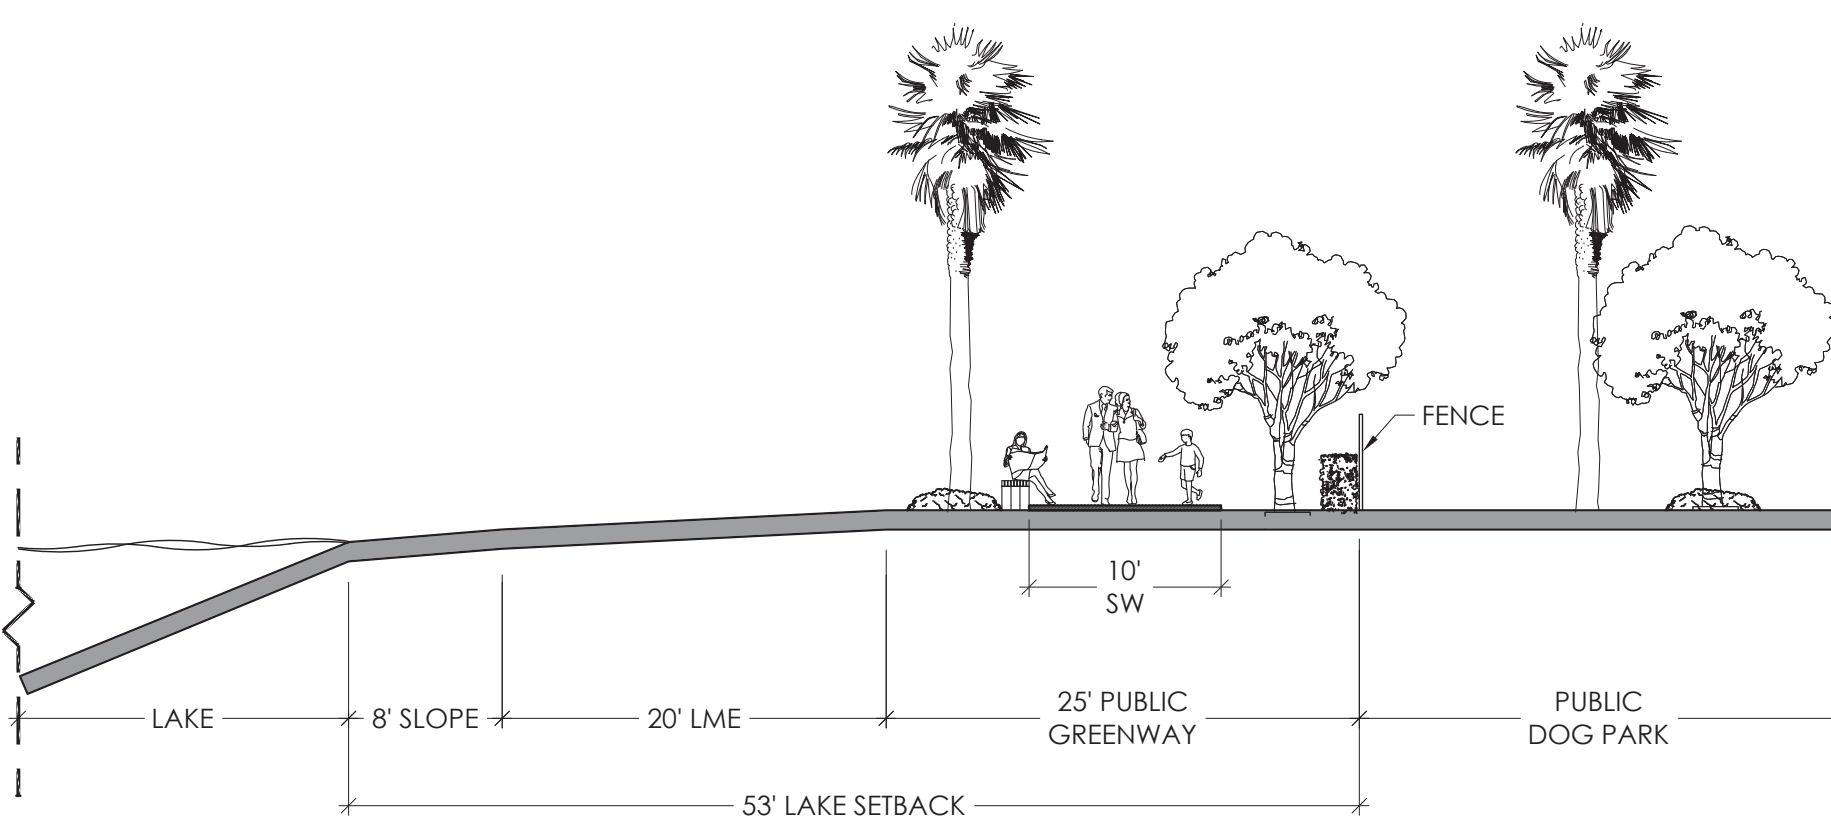 FENCE
10'
SW
LAKE
8' SLOPE
20' LME
25' PUBLIC
GREENWAY
PUBLIC
DOG PARK
53' LAKE SETBACK